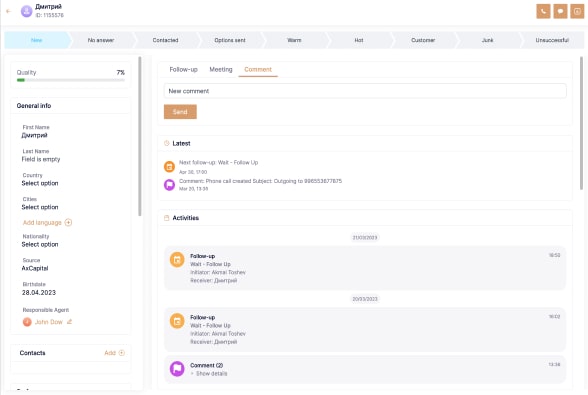 Дмитрий
ID: 1155576
New
No answer
Contacted
Options sent
Warm
Hot
Customer
Junk
Unsuccessful
Quality
7%
General info
First Name
Дмитрий
Last Name
Field is empty
Country
Select option
Cities
Select option
Add language
Nationality
Select option
Source
AxCapital
Birthdate
28.04.2023
Responsible Agent
John Dow
Contacts
Add
Follow-up
Meeting
Comment
New comment
Send
Latest
Next follow-up: Wait - Follow Up
Apr 30, 17:00
Comment: Phone call created Subject: Outgoing to 996553677675
Mar 20, 13:36
Activities
21/03/2023
Follow-up
16:50
Wait - Follow Up
Initiator: Akmal Toshev
Receiver: Дмитрий
20/03/2023
Follow-up
16:02
Wait - Follow Up
Initiator: Akmal Toshev
Receiver: Дмитрий
Comment (2)
13:36
Show details